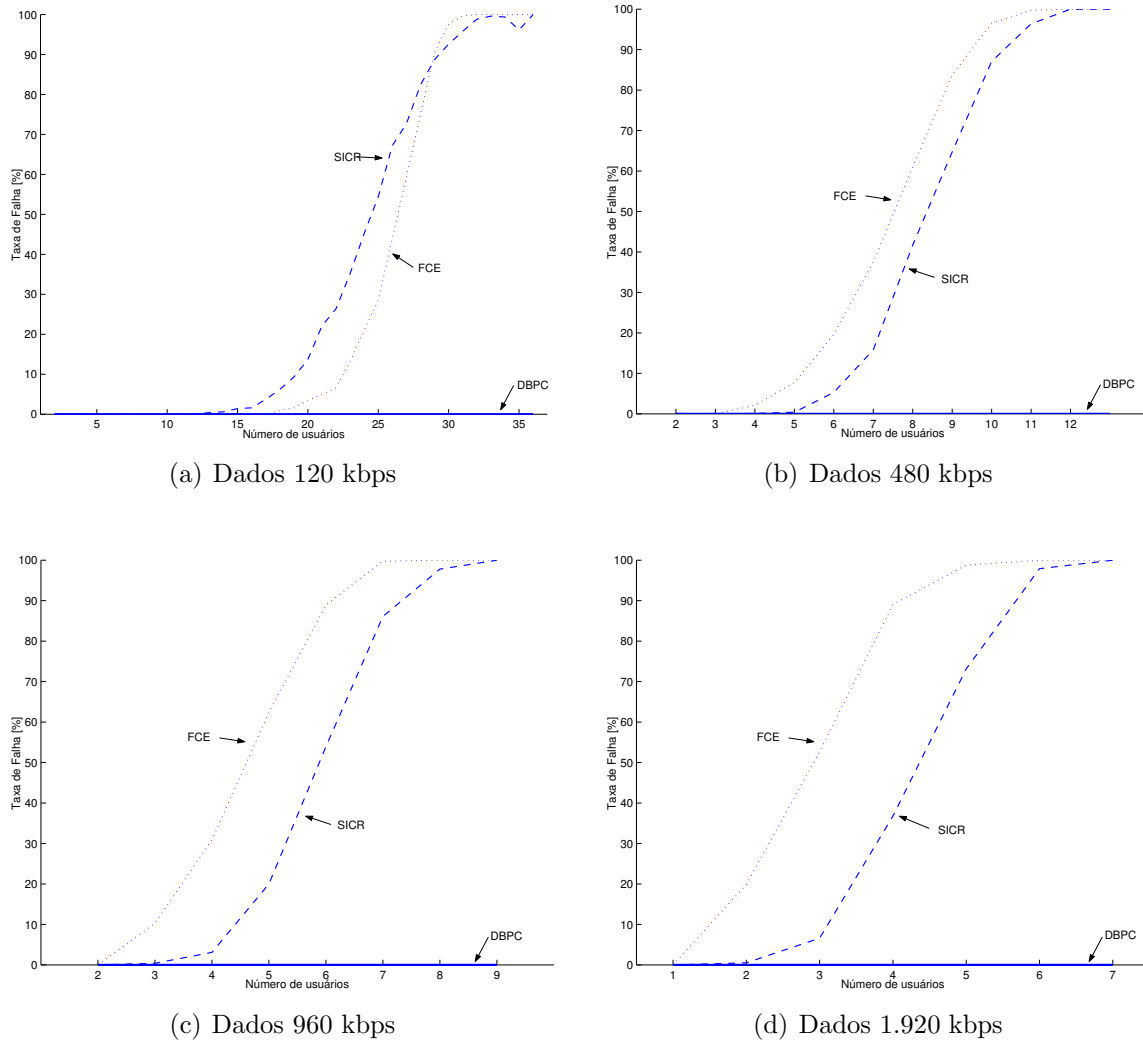 100
90
80
70
60
50
40
30
20
10
0
Taxa de Falha [%]
SICR
FCE
DBPC
5 10 15 20 25 30 35
Número de usuários
(a) Dados 120 kbps
100
90
80
70
60
50
40
30
20
10
0
Taxa de Falha [%]
FCE
SICR
DBPC
2 3 4 5 6 7 8 9 10 11 12
Número de usuários
(b) Dados 480 kbps
100
90
80
70
60
50
40
30
20
10
0
Taxa de Falha [%]
FCE
SICR
DBPC
2 3 4 5 6 7 8 9
Número de usuários
(c) Dados 960 kbps
100
90
80
70
60
50
40
30
20
10
0
Taxa de Falha [%]
FCE
SICR
DBPC
1 2 3 4 5 6 7
Número de usuários
(d) Dados 1.920 kbps